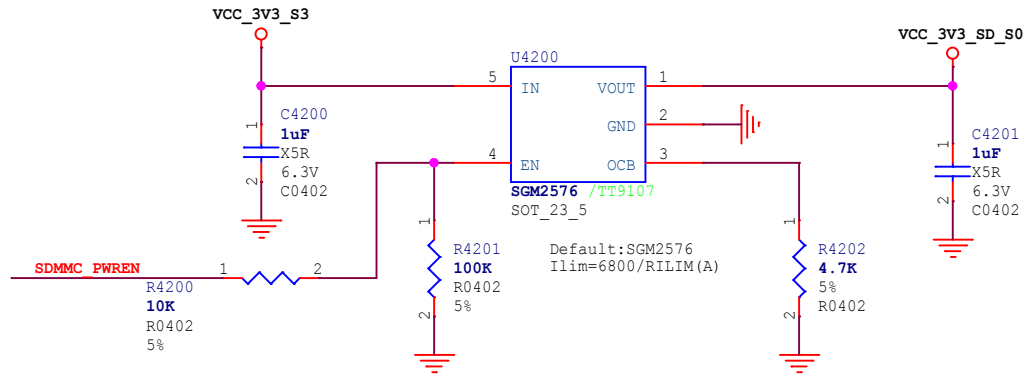 VCC_3V3_S3
VCC_3V3_SD_S0
U4200
5 IN VOUT 1
GND 2
4 EN OCB 3
SGM2576 /TT9107
SOT_23_5
1
C4200
1uF
X5R
2
6.3V
C0402
1
C4201
1uF
X5R
2
6.3V
C0402
SDMMC_PWREN
1
2
R4200
10K
R0402
5%
1
R4201
100K
R0402
5%
2
Default:SGM2576
Ilim=6800/RILIM(A)
1
R4202
4.7K
5%
R0402
2